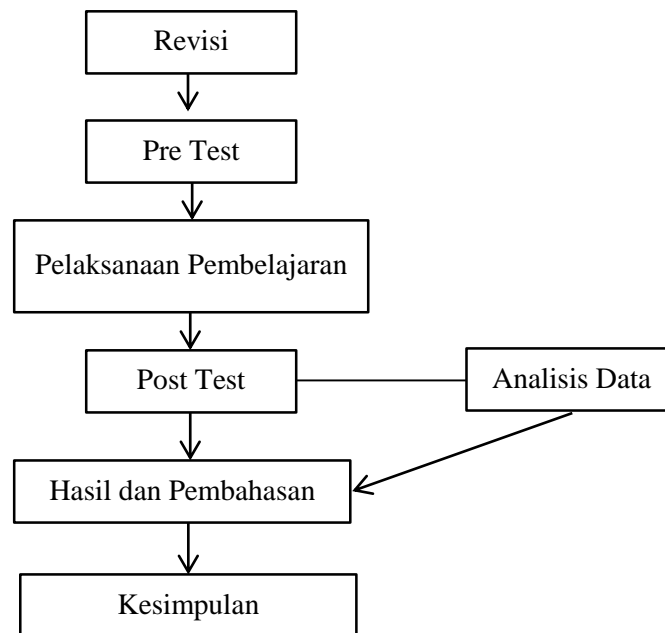 Revisi
Pre Test
Pelaksanaan Pembelajaran
Post Test
Analisis Data
Hasil dan Pembahasan
Kesimpulan